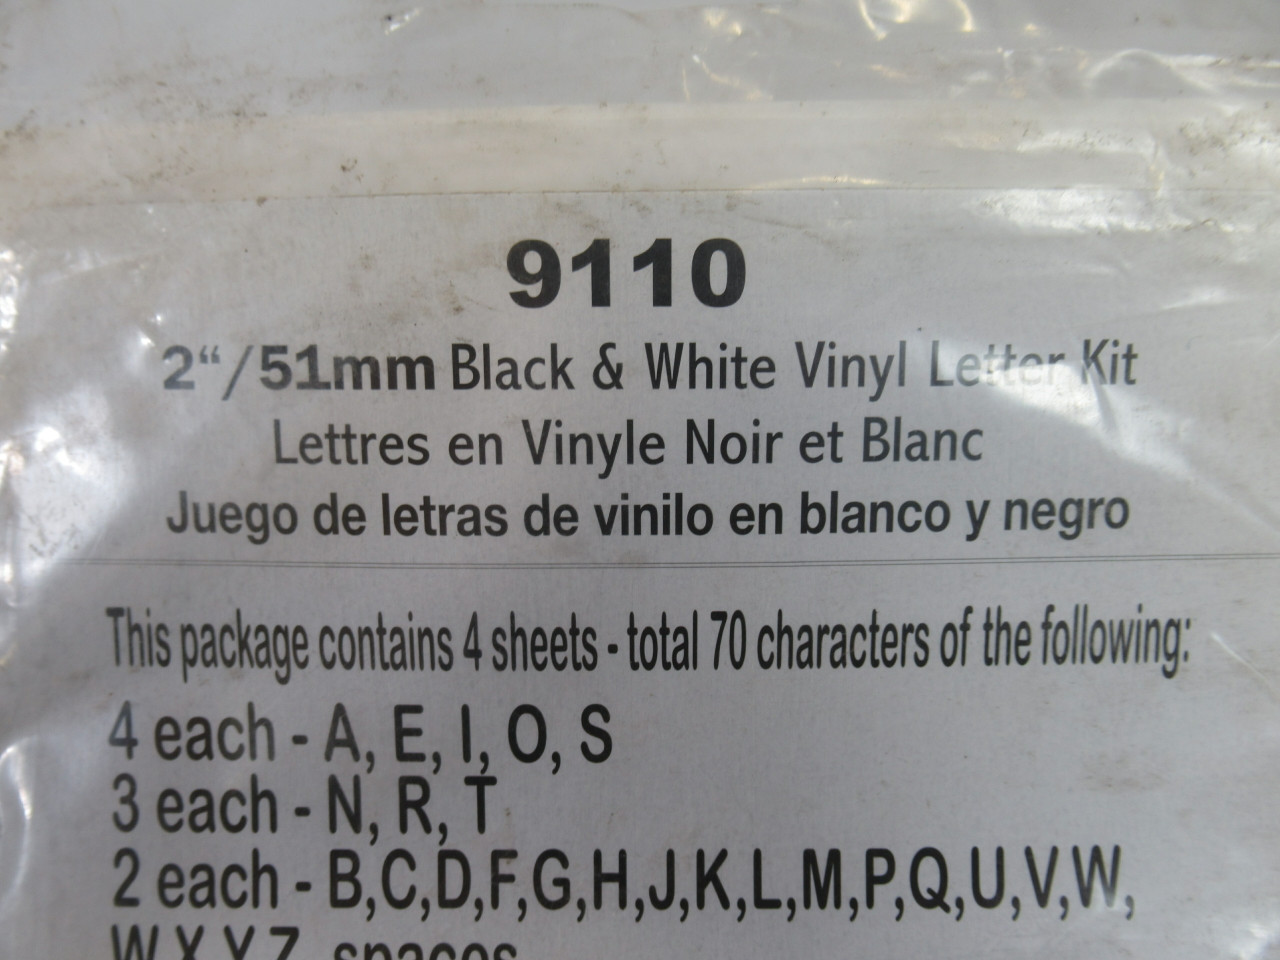 9110
2“/51mm Black & White Vinyl Letter Kit
Lettres en Vinyle Noir et Blanc
Juego de letras de vinilo en blanco y negro
This package contains 4 sheets - total 70 characters of the following:
4 each - A, E, I, O, S
3 each - N, R, T
2 each - B,C,D,F,G,H,J,K,L,M,P,Q,U,V,W,
W,X,Y,Z, spaces